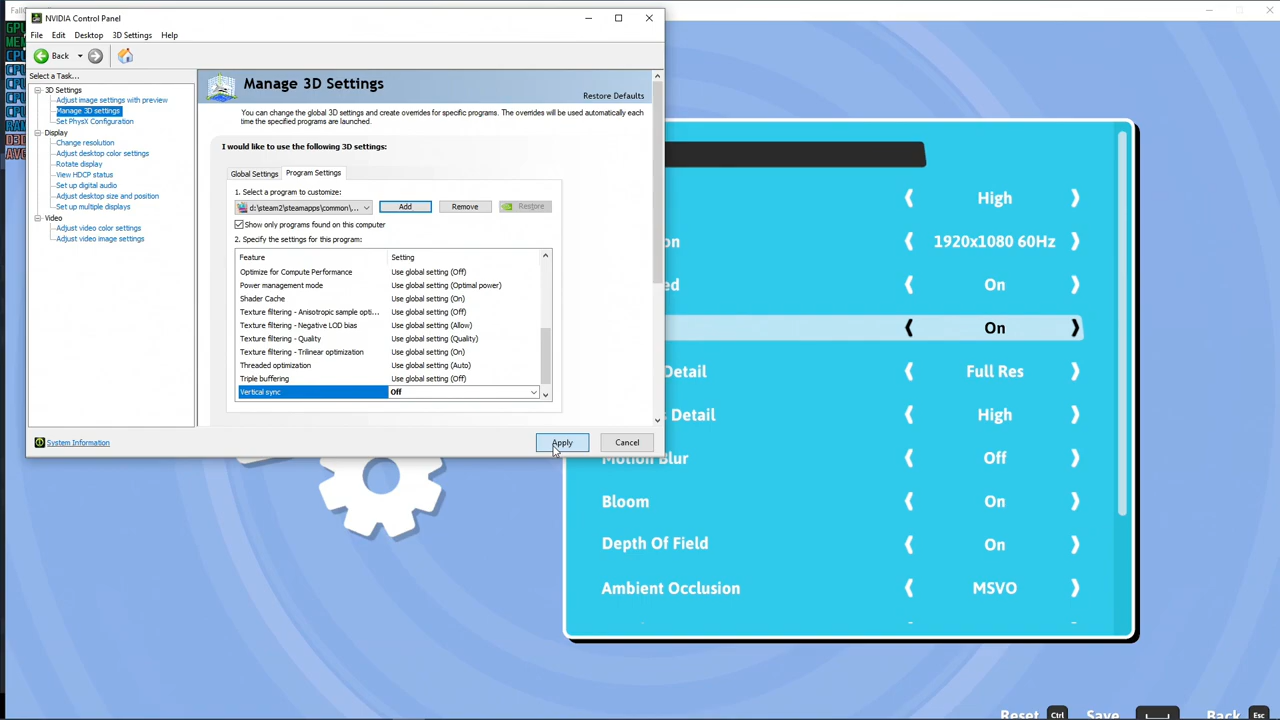 Fall
NVIDIA Control Panel
File Edit Desktop 3D Settings Help
Back
Select a Task...
3D Settings
Adjust image settings with preview
Manage 3D settings
Set PhysX Configuration
Display
Change resolution
Adjust desktop color settings
Rotate display
View HDCP status
Set up digital audio
Adjust desktop size and position
Set up multiple displays
Video
Adjust video color settings
Adjust video image settings
System Information
Manage 3D Settings
Restore Defaults
You can change the global 3D settings and create overrides for specific programs. The overrides will be used automatically each
time the specified programs are launched.
I would like to use the following 3D settings:
Global Settings Program Settings
1. Select a program to customize:
d:\steam2\steamapps\common\... Add Remove Restore
Show only programs found on this computer
2. Specify the settings for this program:
Feature Setting
Optimize for Compute Performance Use global setting (Off)
Power management mode Use global setting (Optimal power)
Shader Cache Use global setting (On)
Texture filtering - Anisotropic sample opti... Use global setting (Off)
Texture filtering - Negative LOD bias Use global setting (Allow)
Texture filtering - Quality Use global setting (Quality)
Texture filtering - Trilinear optimization Use global setting (On)
Threaded optimization Use global setting (Auto)
Triple buffering Use global setting (Off)
Vertical sync Off
Apply Cancel
High
on 1920x1080 60Hz
ed On
On
Detail Full Res
s Detail High
Motion Blur Off
Bloom On
Depth Of Field On
Ambient Occlusion MSVO
Reset Ctrl Save Back Esc